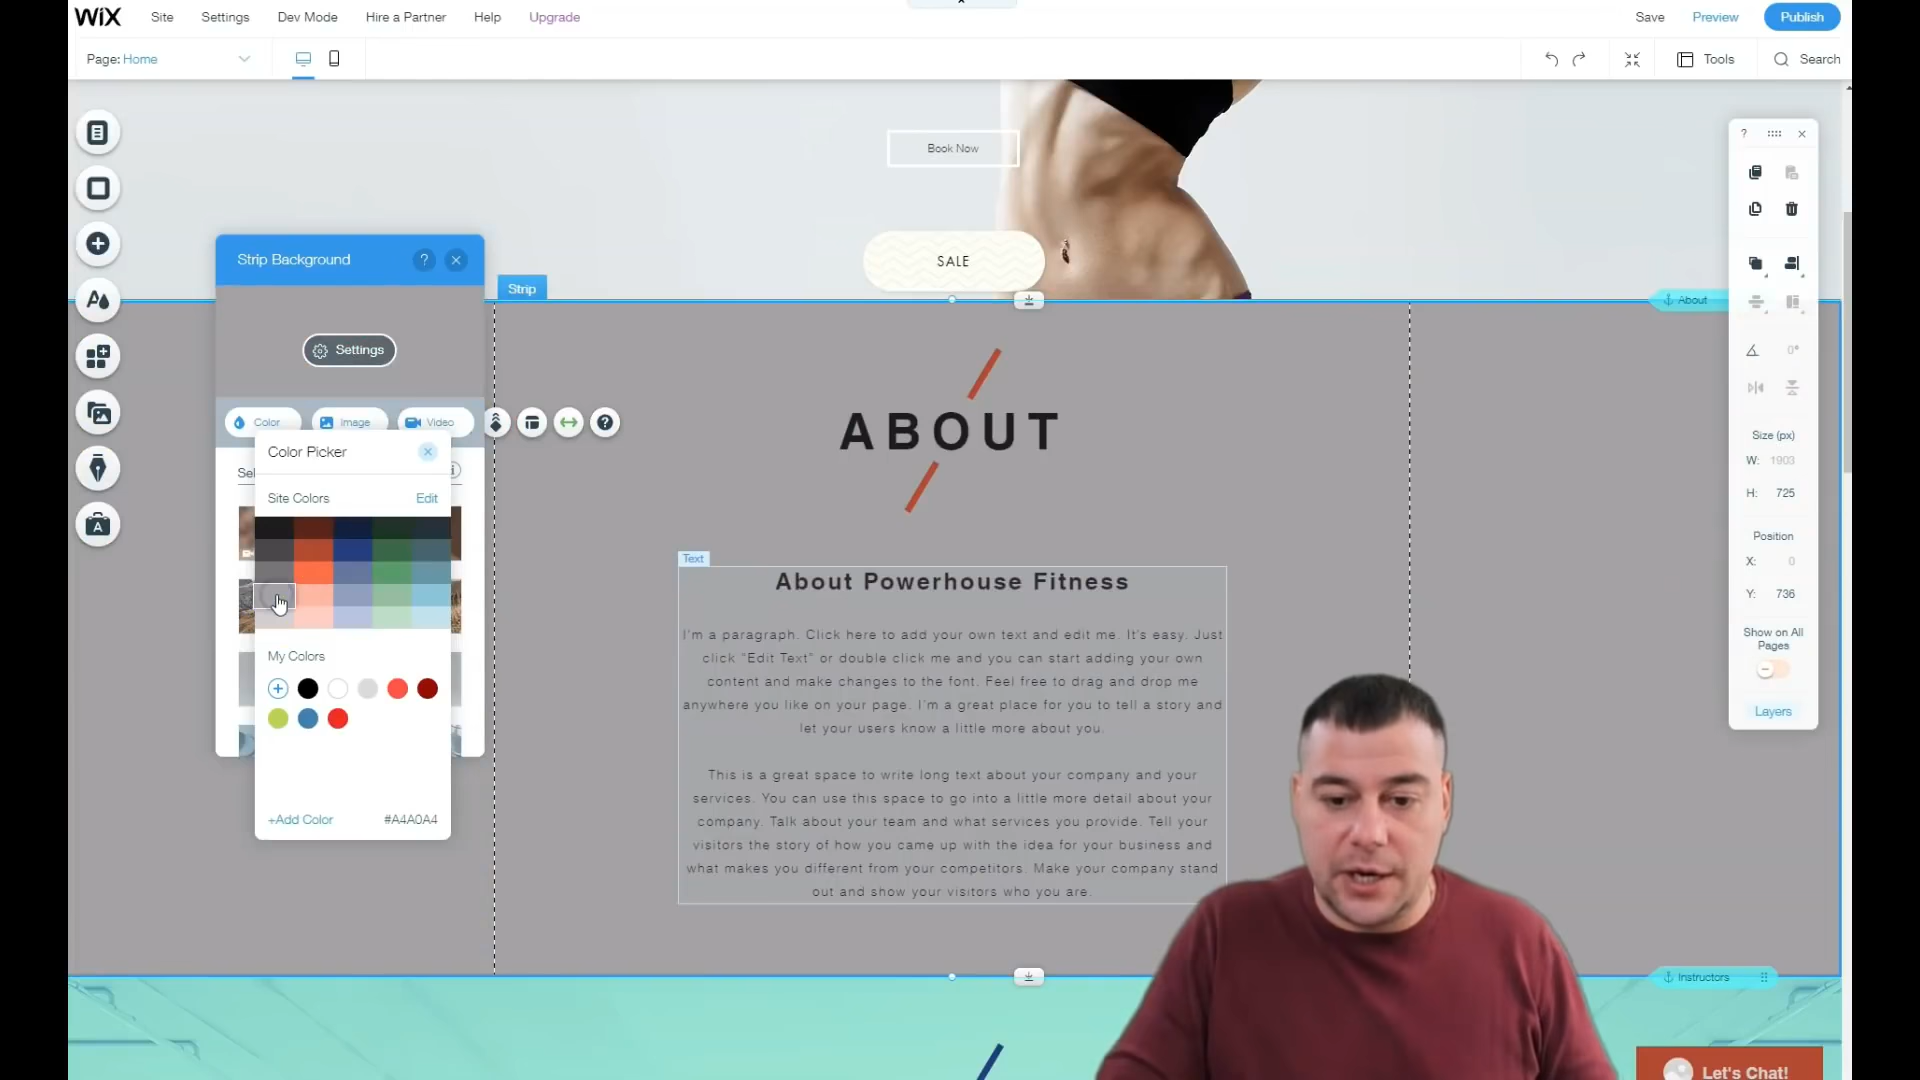 WiX
Site
Settings
Dev Mode
Hire a Partner
Help
Upgrade
Save
Preview
Publish
Page: Home
Tools
Search
Book Now
SALE
Strip Background
?
Strip
About
Settings
Color
Image
Video
?
Color Picker
Sel
Site Colors
Edit
My Colors
+Add Color
#A4A0A4
ABOUT
Text
About Powerhouse Fitness
I'm a paragraph. Click here to add your own text and edit me. It's easy. Just
click "Edit Text" or double click me and you can start adding your own
content and make changes to the font. Feel free to drag and drop me
anywhere you like on your page. I'm a great place for you to tell a story and
let your users know a little more about you.
This is a great space to write long text about your company and your
services. You can use this space to go into a little more detail about your
company. Talk about your team and what services you provide. Tell your
visitors the story of how you came up with the idea for your business and
what makes you different from your competitors. Make your company stand
out and show your visitors who you are.
?
0°
Size (px)
W: 1903
H: 725
Position
X: 0
Y: 736
Show on All
Pages
Layers
Instructors
Let's Chat!